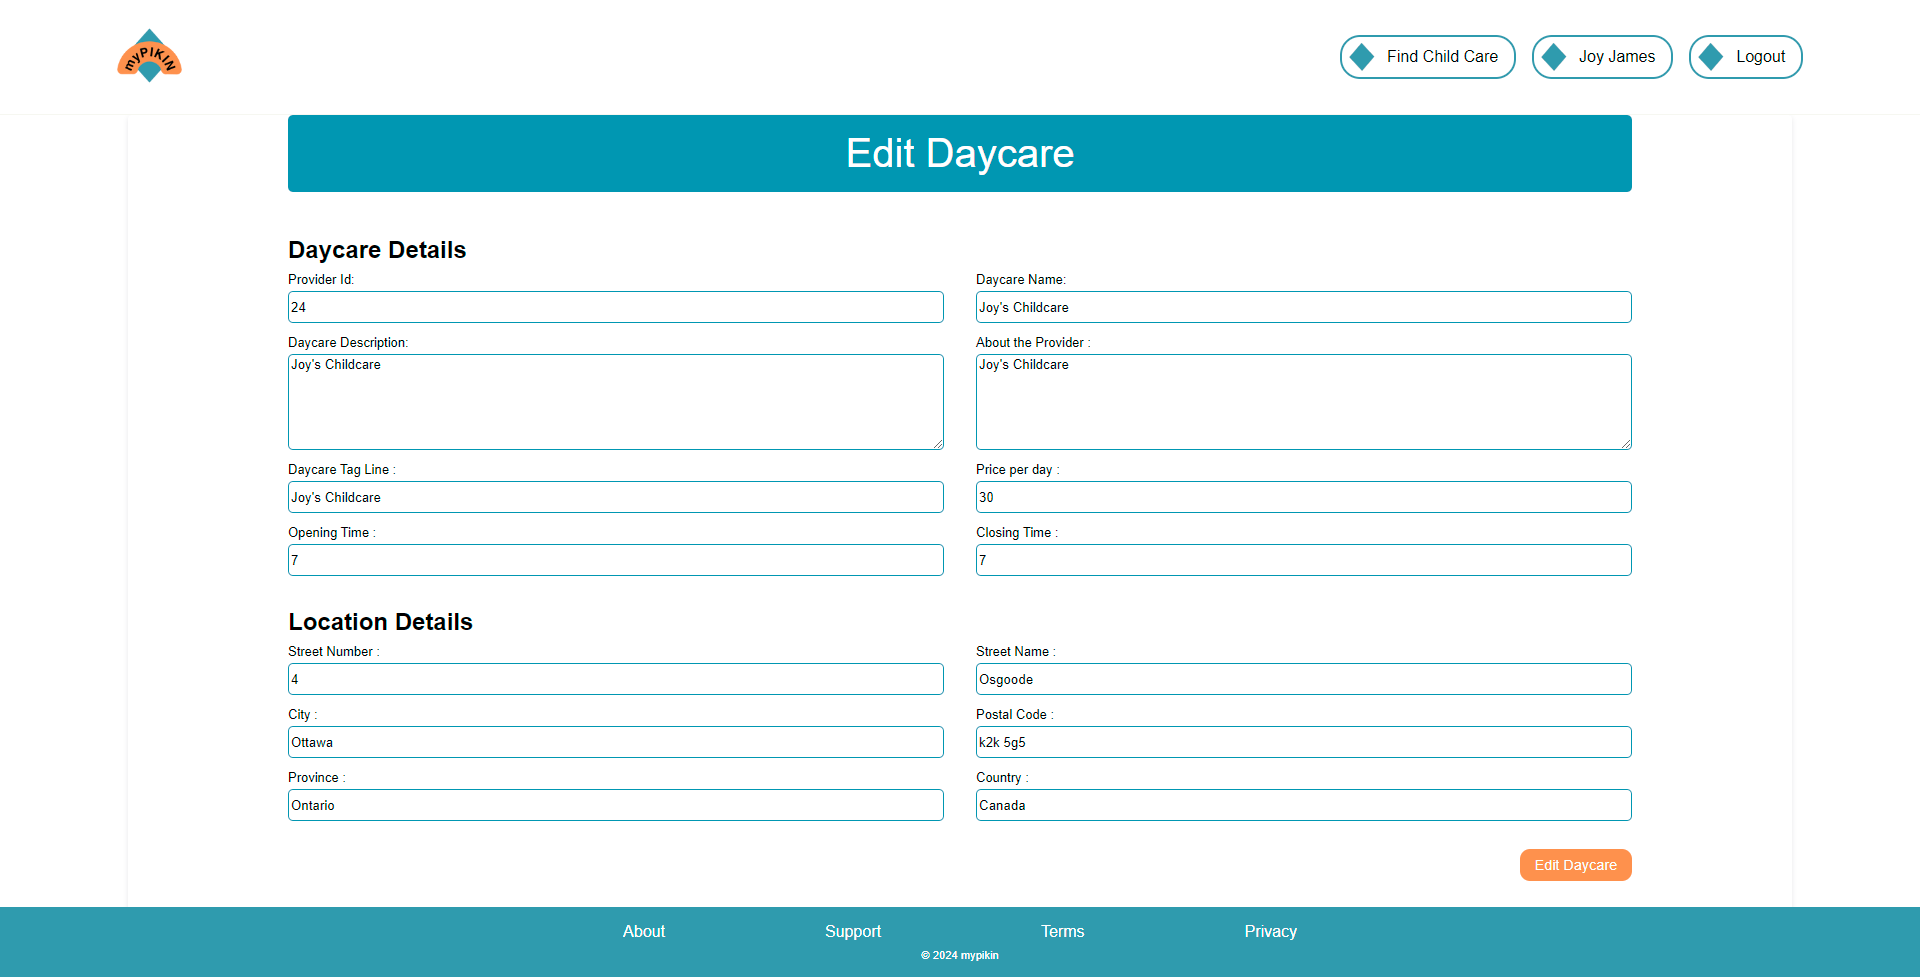 myPIKIN
Find Child Care
Joy James
Logout
Edit Daycare
Daycare Details
Provider Id:
Daycare Name:
24
Joy's Childcare
Daycare Description:
About the Provider :
Joy's Childcare
Joy's Childcare
Daycare Tag Line :
Price per day :
Joy's Childcare
30
Opening Time :
Closing Time :
7
7
Location Details
Street Number :
Street Name :
4
Osgoode
City :
Postal Code :
Ottawa
k2k 5g5
Province :
Country :
Ontario
Canada
Edit Daycare
About
Support
Terms
Privacy
© 2024 mypikin